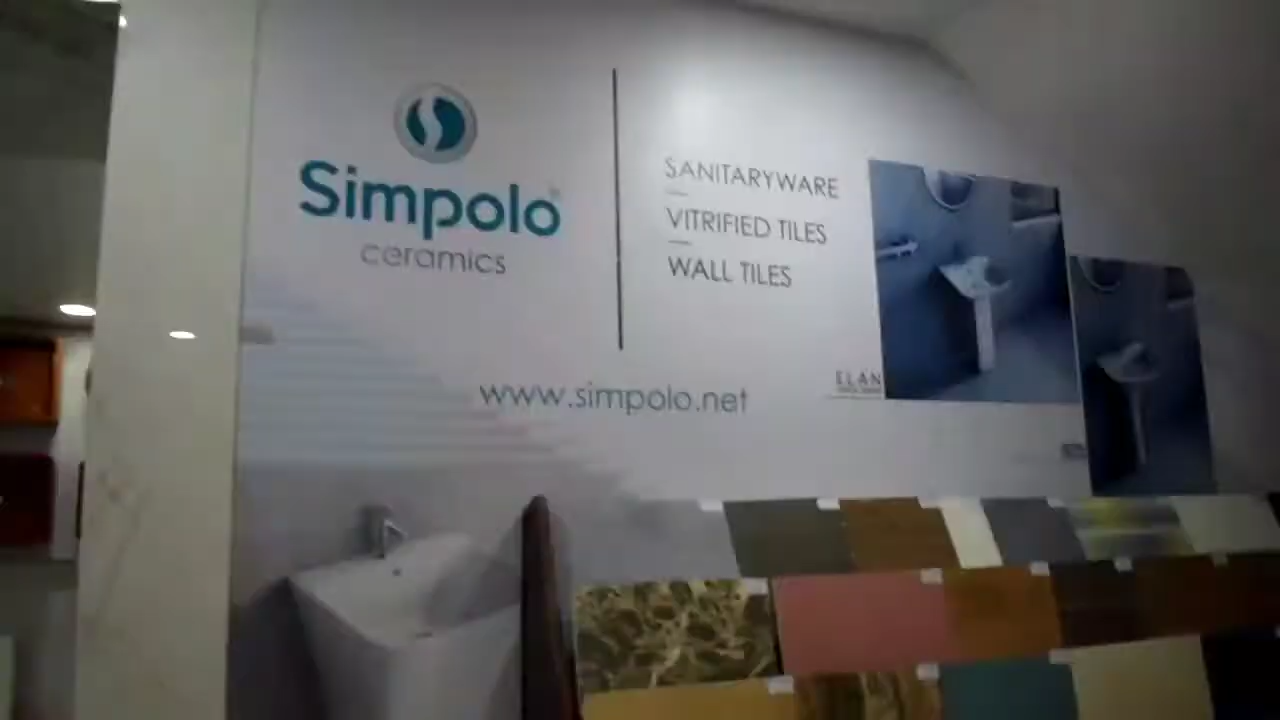 Simpolo
ceramics
SANITARYWARE
VITRIFIED TILES
WALL TILES
www.simpolo.net
ELAN